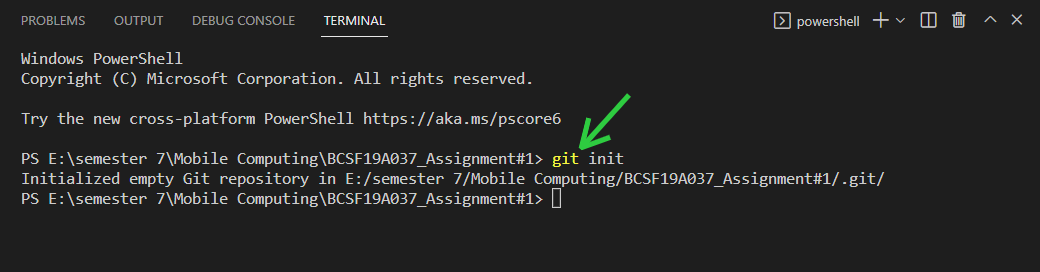 PROBLEMS OUTPUT DEBUG CONSOLE TERMINAL powershell
Windows PowerShell
Copyright (C) Microsoft Corporation. All rights reserved.
Try the new cross-platform PowerShell https://aka.ms/pscore6
PS E:\semester 7\Mobile Computing\BCSF19A037_Assignment#1> git init
Initialized empty Git repository in E:/semester 7/Mobile Computing/BCSF19A037_Assignment#1/.git/
PS E:\semester 7\Mobile Computing\BCSF19A037_Assignment#1>